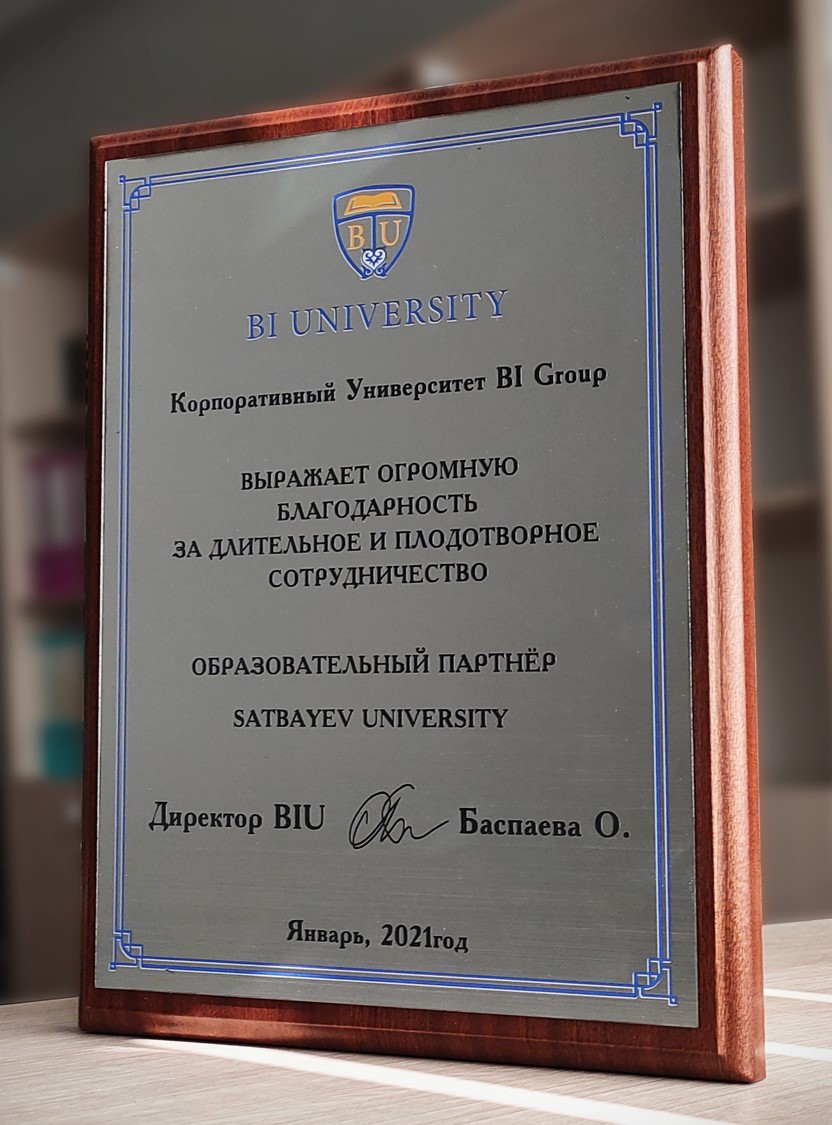 B U
BI UNIVERSITY
Корпоративный Университет BI Group
ВЫРАЖАЕТ ОГРОМНУЮ
БЛАГОДАРНОСТЬ
ЗА ДЛИТЕЛЬНОЕ И ПЛОДОТВОРНОЕ
СОТРУДНИЧЕСТВО
ОБРАЗОВАТЕЛЬНЫЙ ПАРТНЁР
SATBAYEV UNIVERSITY
Директор BIU Баспаева О.
Январь, 2021год